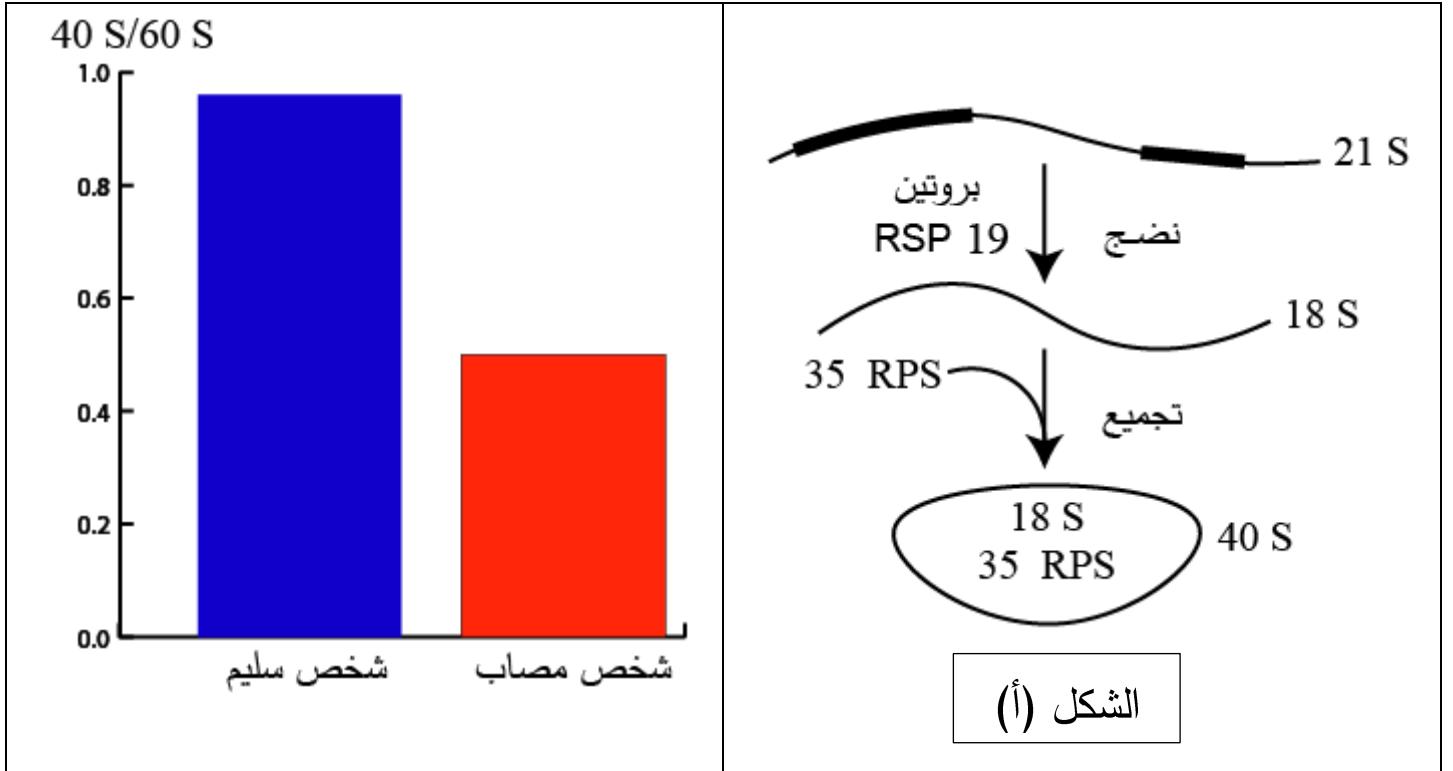 40 S/60 S
1.0
0.8
0.6
0.4
0.2
0.0
شخص سليم
شخص مصاب
21 S
بروتين
RSP 19
نضج
18 S
35 RPS
تجميع
18 S
35 RPS
40 S
الشكل (أ)